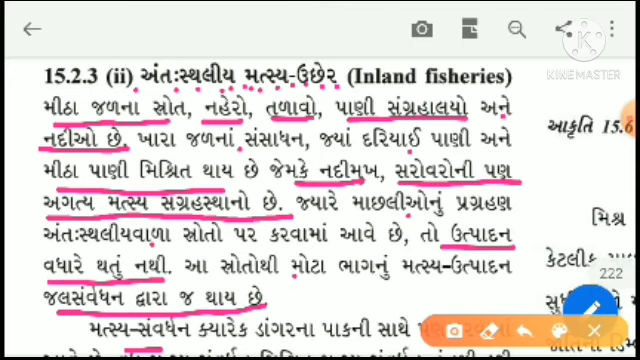 15.2.3 (ii) અંતઃસ્થલીય મત્સ્ય-ઉછેર (Inland fisheries)
મીઠા જળના સ્રોત, નહેરો, તળાવો, પાણી સંગ્રહાલયો અને
નદીઓ છે. ખારા જળનાં સંસાધન, જ્યાં દરિયાઈ પાણી અને
મીઠા પાણી મિશ્રિત થાય છે જેમકે નદીમુખ, સરોવરોની પણ
અગત્ય મત્સ્ય સંગ્રહસ્થાનો છે. જ્યારે માછલીઓનું પ્રગ્રહણ
અંતઃસ્થલીયવાળા સ્રોતો પર કરવામાં આવે છે, તો ઉત્પાદન
વધારે થતું નથી. આ સ્રોતોથી મોટા ભાગનું મત્સ્ય-ઉત્પાદન
જલસંવર્ધન દ્વારા જ થાય છે
મત્સ્ય-સંવર્ધન ક્યારેક ડાંગરના પાકની સાથે
આકૃતિ 15.6
મિશ્ર
કેટલીક
222
KINEMASTER